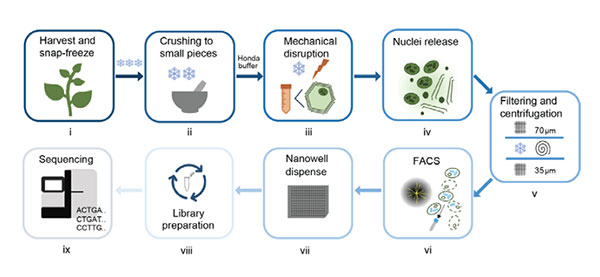 Harvest and
snap-freeze
i
Crushing to
small pieces
ii
Honda
buffer
Mechanical
disruption
iii
Nuclei release
iv
Filtering and
centrifugation
70μm
35μm
v
FACS
vi
Nanowell
dispense
vii
Library
preparation
viii
Sequencing
ACTGA..
CTGAT..
CCTTG..
ix